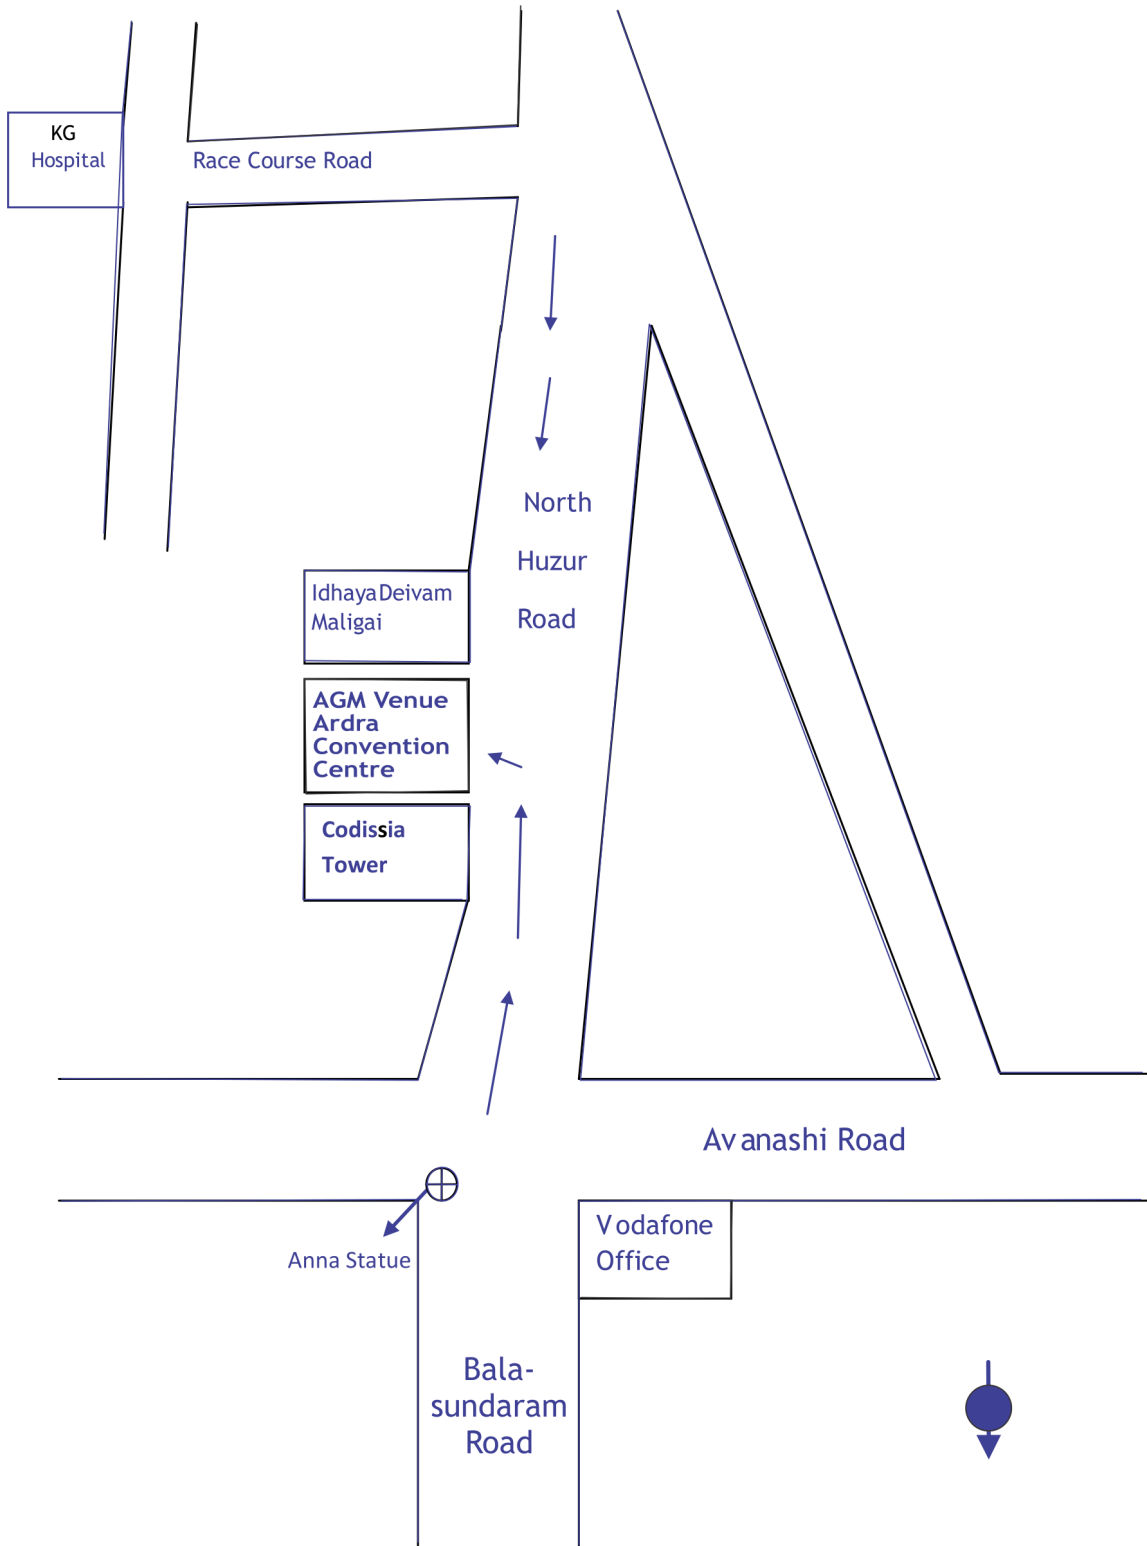 KG
Hospital
Race Course Road
North
Huzur
Road
IdhayaDeivam
Maligai
AGM Venue
Ardra
Convention
Centre
Codissia
Tower
Avanashi Road
Anna Statue
Vodafone
Office
Bala-
sundaram
Road